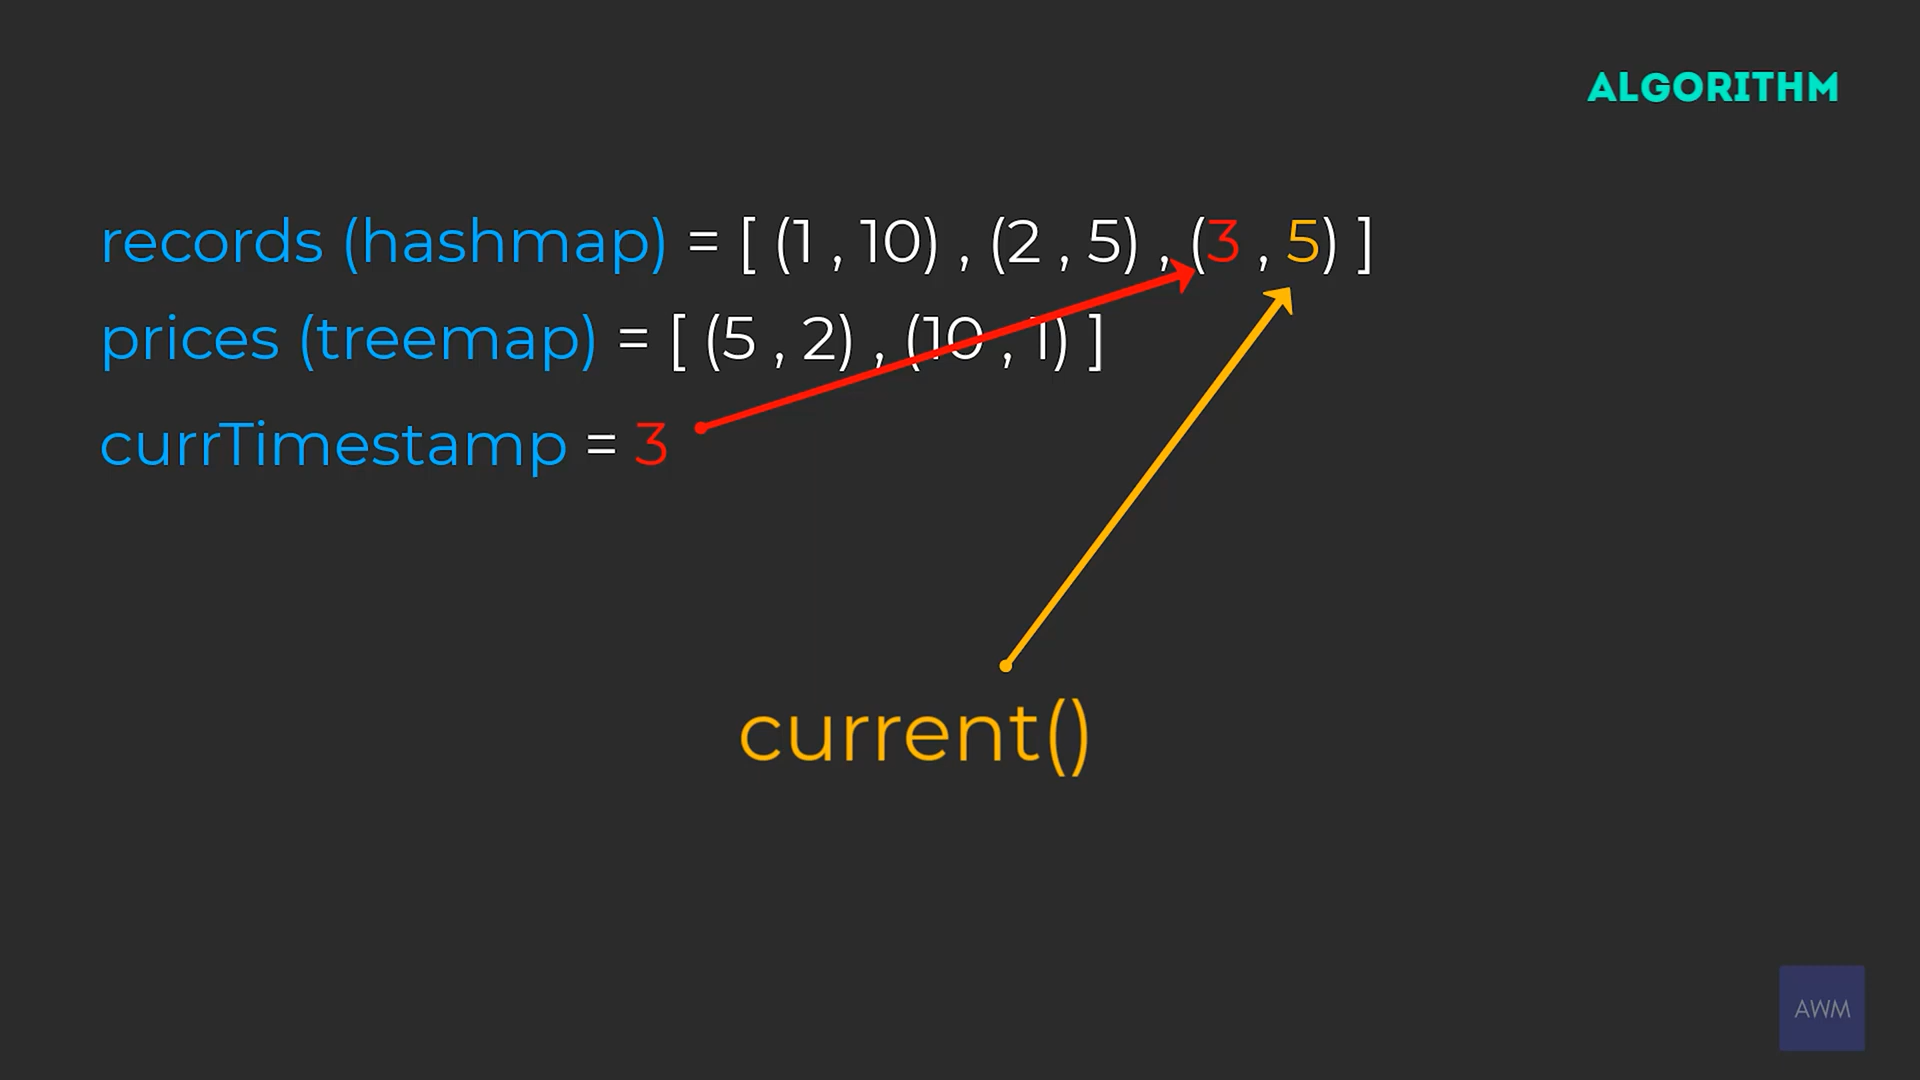 ALGORITHM
records (hashmap) = [ (1 , 10) , (2 , 5) , (3 , 5) ]
prices (treemap) = [ (5 , 2) , (10 , 1) ]
currTimestamp = 3
current()
AWM